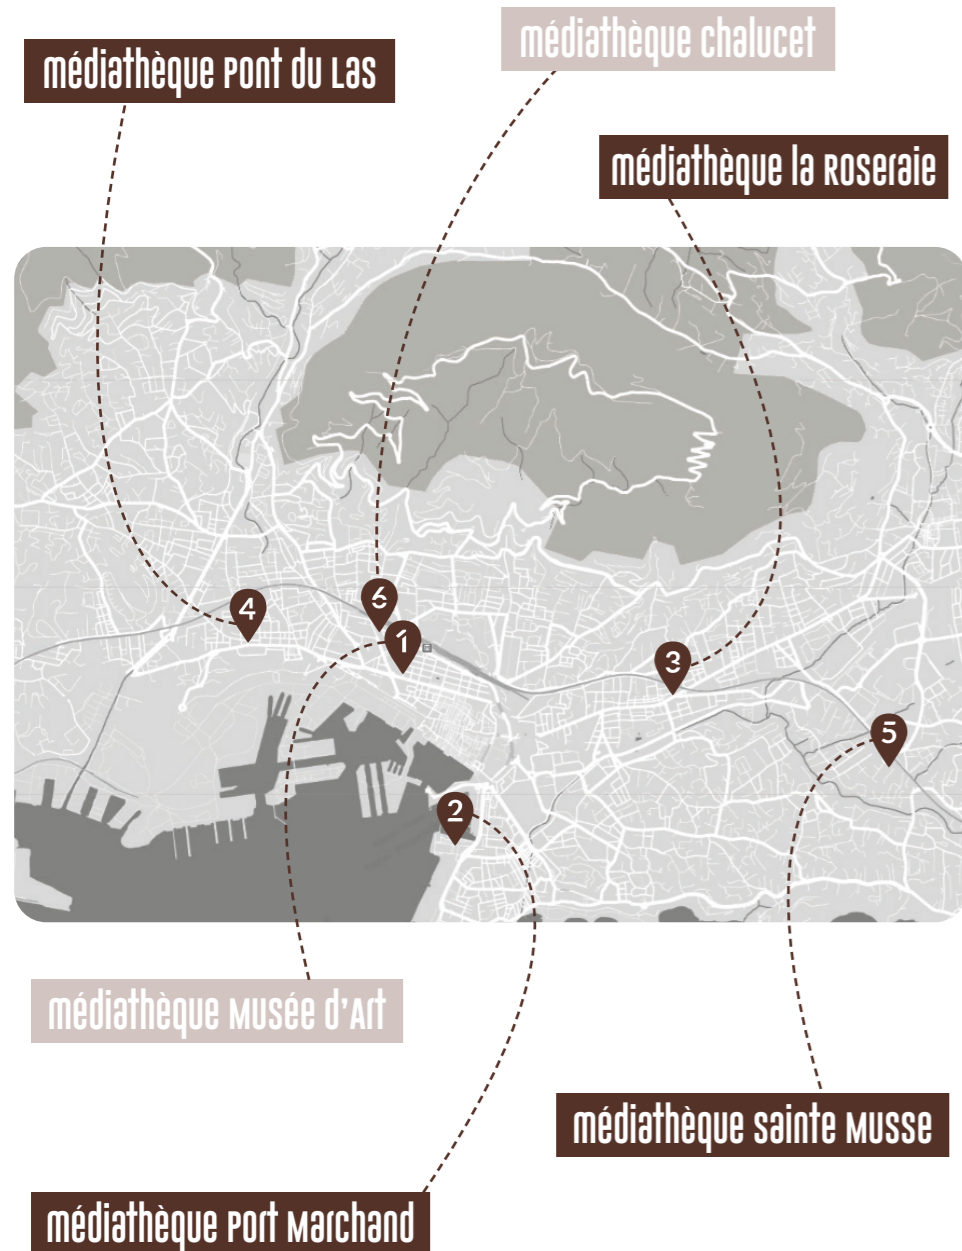 médiathèque chalucet
médiathèque Pont du Las
médiathèque la Roseraie
6
4
1
3
5
2
médiathèque Musée d'Art
médiathèque sainte Musse
médiathèque Port Marchand